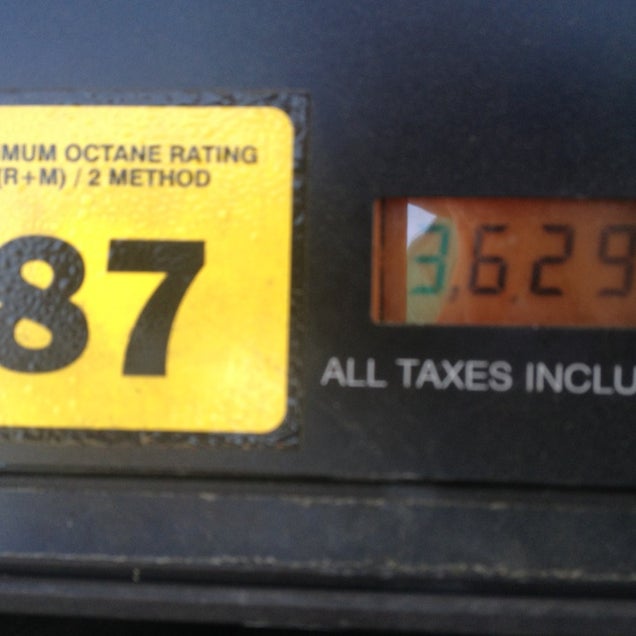 MUM OCTANE RATING
(R+M) / 2 METHOD
87
3.629
ALL TAXES INCLU